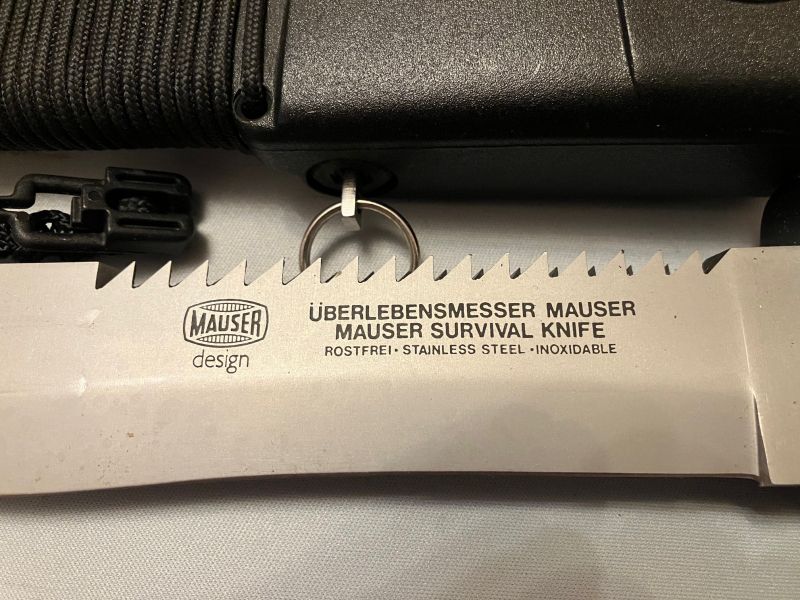 MAUSER
design
ÜBERLEBENSMESSER MAUSER
MAUSER SURVIVAL KNIFE
ROSTFREI · STAINLESS STEEL · INOXIDABLE